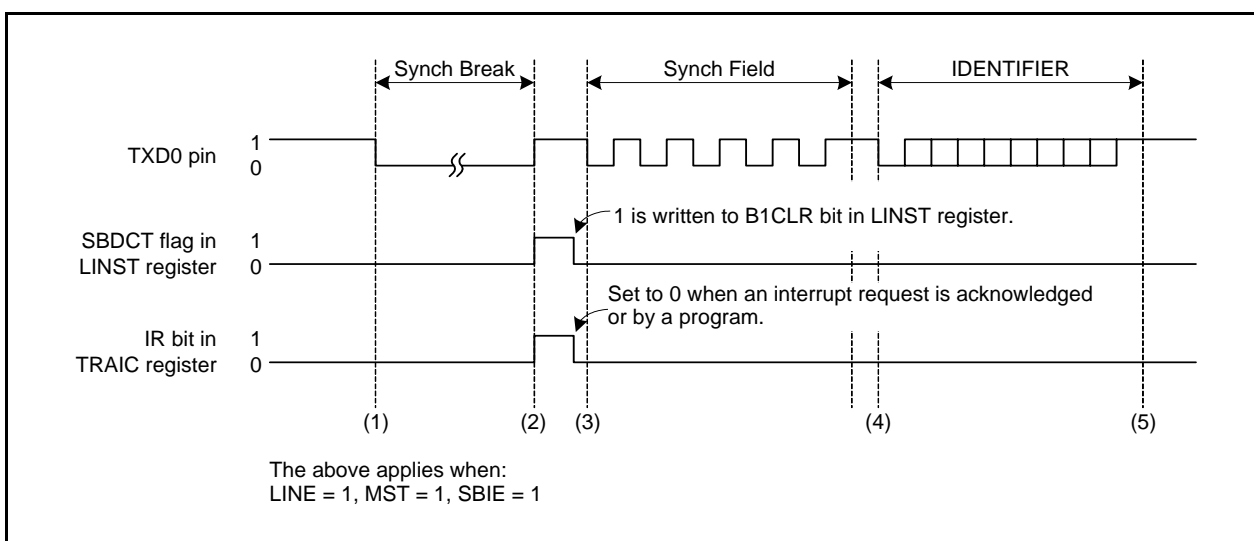 Synch Break
Synch Field
IDENTIFIER
TXD0 pin
1
0
1 is written to B1CLR bit in LINST register.
SBDCT flag in
LINST register
1
0
Set to 0 when an interrupt request is acknowledged
or by a program.
IR bit in
TRAIC register
1
0
(1)
(2)
(3)
(4)
(5)
The above applies when:
LINE = 1, MST = 1, SBIE = 1